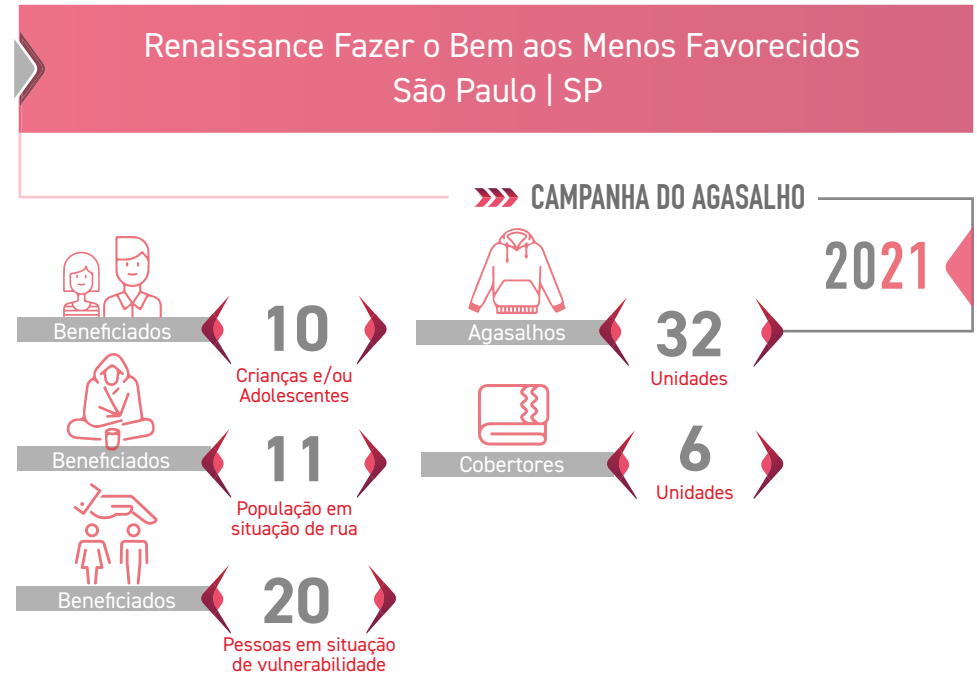 Renaissance Fazer o Bem aos Menos Favorecidos
São Paulo | SP
CAMPANHA DO AGASALHO
2021
Beneficiados
10
Crianças e/ou
Adolescentes
Beneficiados
11
População em
situação de rua
Beneficiados
20
Pessoas em situação
de vulnerabilidade
Agasalhos
32
Unidades
Cobertores
6
Unidades